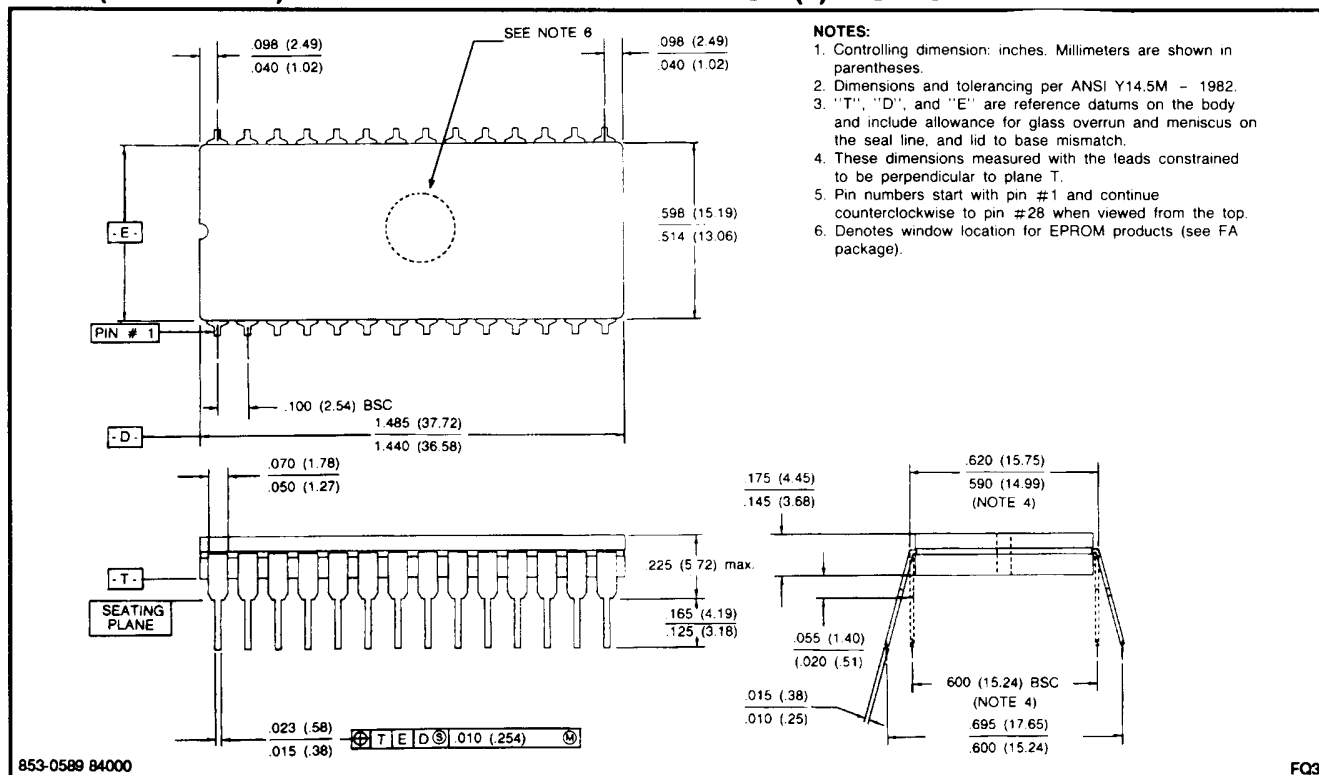 .098 (2.49)
.040 (1.02)
SEE NOTE 6
.098 (2.49)
.040 (1.02)
NOTES:
1. Controlling dimension: inches. Millimeters are shown in
parentheses.
2. Dimensions and tolerancing per ANSI Y14.5M - 1982.
3. "T", "D", and "E" are reference datums on the body
and include allowance for glass overrun and meniscus on
the seal line, and lid to base mismatch.
4. These dimensions measured with the leads constrained
to be perpendicular to plane T.
5. Pin numbers start with pin #1 and continue
counterclockwise to pin #28 when viewed from the top.
6. Denotes window location for EPROM products (see FA
package).
- E -
.598 (15.19)
.514 (13.06)
PIN # 1
.100 (2.54) BSC
- D -
1.485 (37.72)
1.440 (36.58)
.070 (1.78)
.050 (1.27)
.175 (4.45)
.145 (3.68)
.620 (15.75)
590 (14.99)
(NOTE 4)
- T -
.225 (5.72) max.
SEATING
PLANE
.165 (4.19)
.125 (3.18)
.055 (1.40)
(.020 (.51)
600 (15.24) BSC
(NOTE 4)
.015 (.38)
.010 (.25)
.695 (17.65)
.600 (15.24)
.023 (.58)
.015 (.38)
⌖ T E D Ⓢ .010 (.254) Ⓜ
853-0589 84000
FQ3